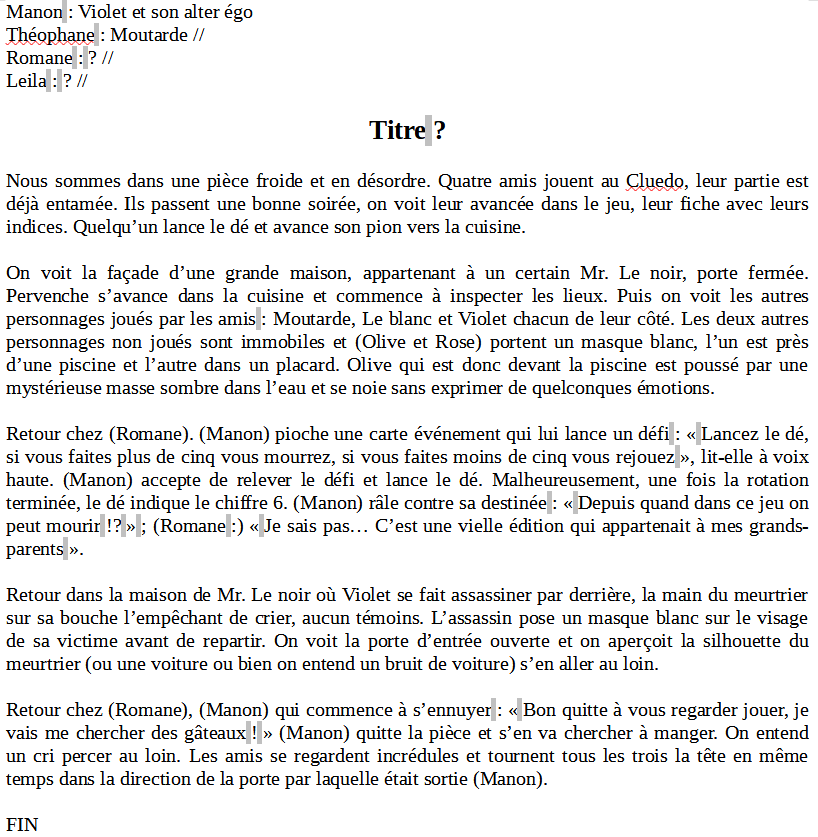 Manon : Violet et son alter égo
Théophane : Moutarde //
Romane : ? //
Leila : ? //
Titre ?
Nous sommes dans une pièce froide et en désordre. Quatre amis jouent au Cluedo, leur partie est
déjà entamée. Ils passent une bonne soirée, on voit leur avancée dans le jeu, leur fiche avec leurs
indices. Quelqu’un lance le dé et avance son pion vers la cuisine.
On voit la façade d’une grande maison, appartenant à un certain Mr. Le noir, porte fermée.
Pervenche s’avance dans la cuisine et commence à inspecter les lieux. Puis on voit les autres
personnages joués par les amis : Moutarde, Le blanc et Violet chacun de leur côté. Les deux autres
personnages non joués sont immobiles et (Olive et Rose) portent un masque blanc, l’un est près
d’une piscine et l’autre dans un placard. Olive qui est donc devant la piscine est poussé par une
mystérieuse masse sombre dans l’eau et se noie sans exprimer de quelconques émotions.
Retour chez (Romane). (Manon) pioche une carte événement qui lui lance un défi : « Lancez le dé,
si vous faites plus de cinq vous mourrez, si vous faites moins de cinq vous rejouez », lit-elle à voix
haute. (Manon) accepte de relever le défi et lance le dé. Malheureusement, une fois la rotation
terminée, le dé indique le chiffre 6. (Manon) râle contre sa destinée : « Depuis quand dans ce jeu on
peut mourir !? » ; (Romane :) « Je sais pas… C’est une vielle édition qui appartenait à mes grands-
parents ».
Retour dans la maison de Mr. Le noir où Violet se fait assassiner par derrière, la main du meurtrier
sur sa bouche l’empêchant de crier, aucun témoins. L’assassin pose un masque blanc sur le visage
de sa victime avant de repartir. On voit la porte d’entrée ouverte et on aperçoit la silhouette du
meurtrier (ou une voiture ou bien on entend un bruit de voiture) s’en aller au loin.
Retour chez (Romane), (Manon) qui commence à s’ennuyer : « Bon quitte à vous regarder jouer, je
vais me chercher des gâteaux ! » (Manon) quitte la pièce et s’en va chercher à manger. On entend
un cri percer au loin. Les amis se regardent incrédules et tournent tous les trois la tête en même
temps dans la direction de la porte par laquelle était sortie (Manon).
FIN